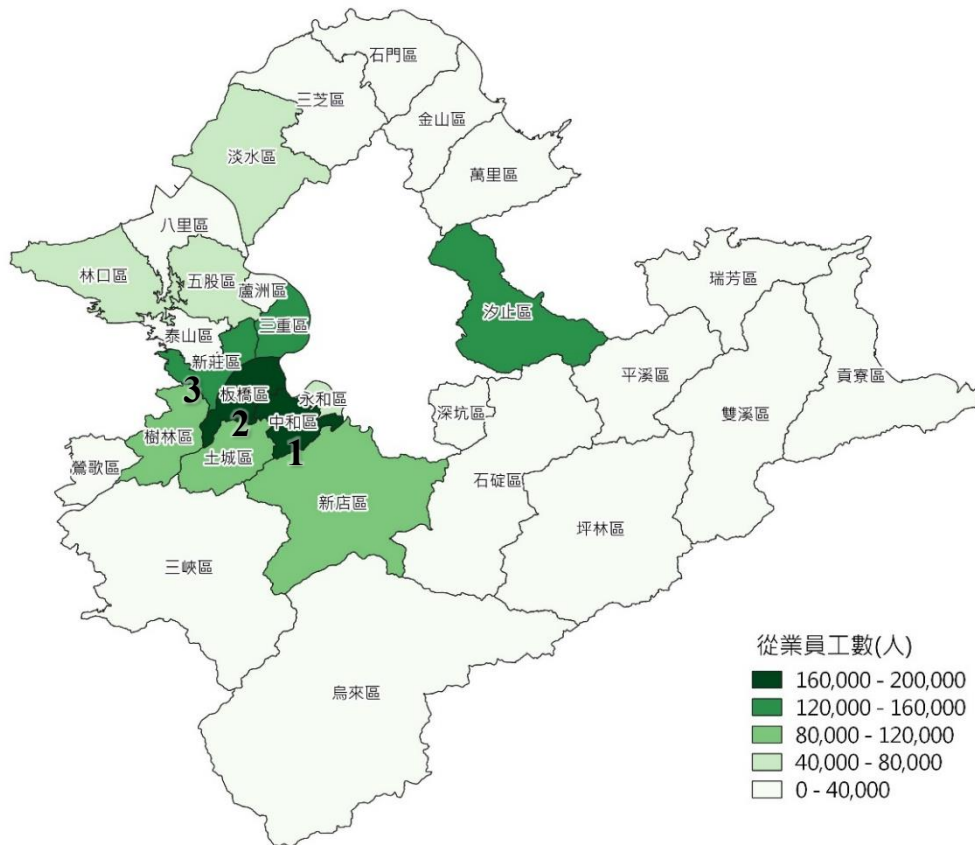 石門區
三芝區
金山區
淡水區
萬里區
八里區
林口區
五股區
蘆洲區
瑞芳區
汐止區
三重區
泰山區
新莊區
3
板橋區
2
永和區
中和區
1
平溪區
貢寮區
深坑區
雙溪區
樹林區
土城區
鶯歌區
石碇區
新店區
坪林區
三峽區
烏來區
從業員工數(人)
160,000 - 200,000
120,000 - 160,000
80,000 - 120,000
40,000 - 80,000
0 - 40,000